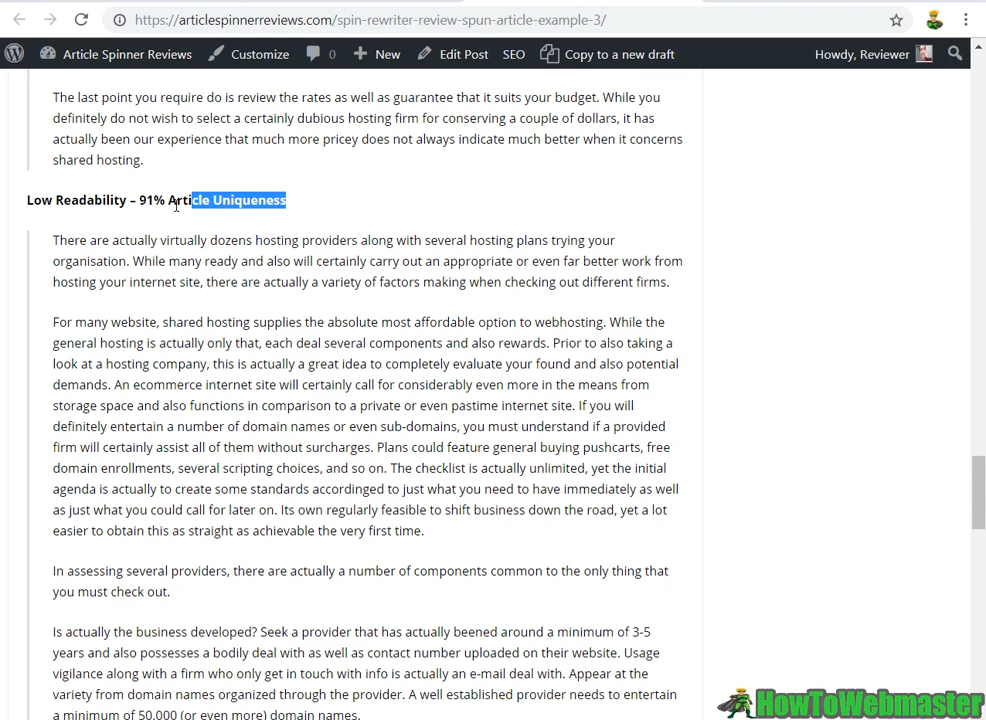 https://articlespinnerreviews.com/spin-rewriter-review-spun-article-example-3/
Article Spinner Reviews Customize 0 New Edit Post SEO Copy to a new draft Howdy, Reviewer
The last point you require do is review the rates as well as guarantee that it suits your budget. While you
definitely do not wish to select a certainly dubious hosting firm for conserving a couple of dollars, it has
actually been our experience that much more pricey does not always indicate much better when it concerns
shared hosting.
Low Readability – 91% Article Uniqueness
There are actually virtually dozens hosting providers along with several hosting plans trying your
organisation. While many ready and also will certainly carry out an appropriate or even far better work from
hosting your internet site, there are actually a variety of factors making when checking out different firms.
For many website, shared hosting supplies the absolute most affordable option to webhosting. While the
general hosting is actually only that, each deal several components and also rewards. Prior to also taking a
look at a hosting company, this is actually a great idea to completely evaluate your found and also potential
demands. An ecommerce internet site will certainly call for considerably even more in the means from
storage space and also functions in comparison to a private or even pastime internet site. If you will
definitely entertain a number of domain names or even sub-domains, you must understand if a provided
firm will certainly assist all of them without surcharges. Plans could feature general buying pushcarts, free
domain enrollments, several scripting choices, and so on. The checklist is actually unlimited, yet the initial
agenda is actually to create some standards accordinged to just what you need to have immediately as well
as just what you could call for later on. Its own regularly feasible to shift business down the road, yet a lot
easier to obtain this as straight as achievable the very first time.
In assessing several providers, there are actually a number of components common to the only thing that
you must check out.
Is actually the business developed? Seek a provider that has actually beened around a minimum of 3-5
years and also possesses a bodily deal with as well as contact number uploaded on their website. Usage
vigilance along with a firm who only get in touch with info is actually an e-mail deal with. Appear at the
variety from domain names organized through the provider. A well established provider needs to entertain
a minimum of 50,000 (or even more) domain names.
HowToWebmaster